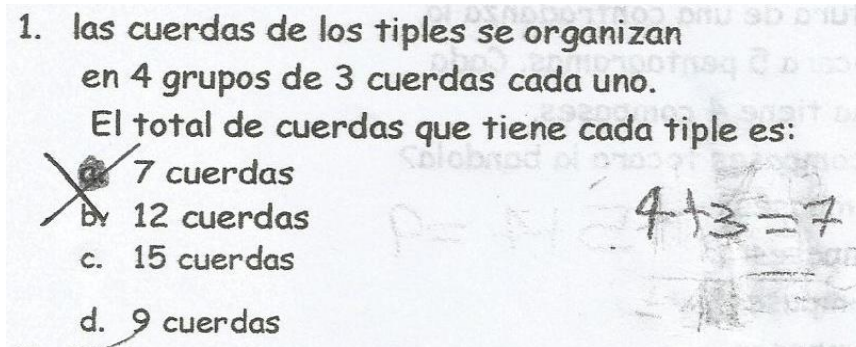 1. las cuerdas de los tiples se organizan
en 4 grupos de 3 cuerdas cada uno.
El total de cuerdas que tiene cada tiple es:
a. 7 cuerdas
b. 12 cuerdas
4+3=7
c. 15 cuerdas
d. 9 cuerdas